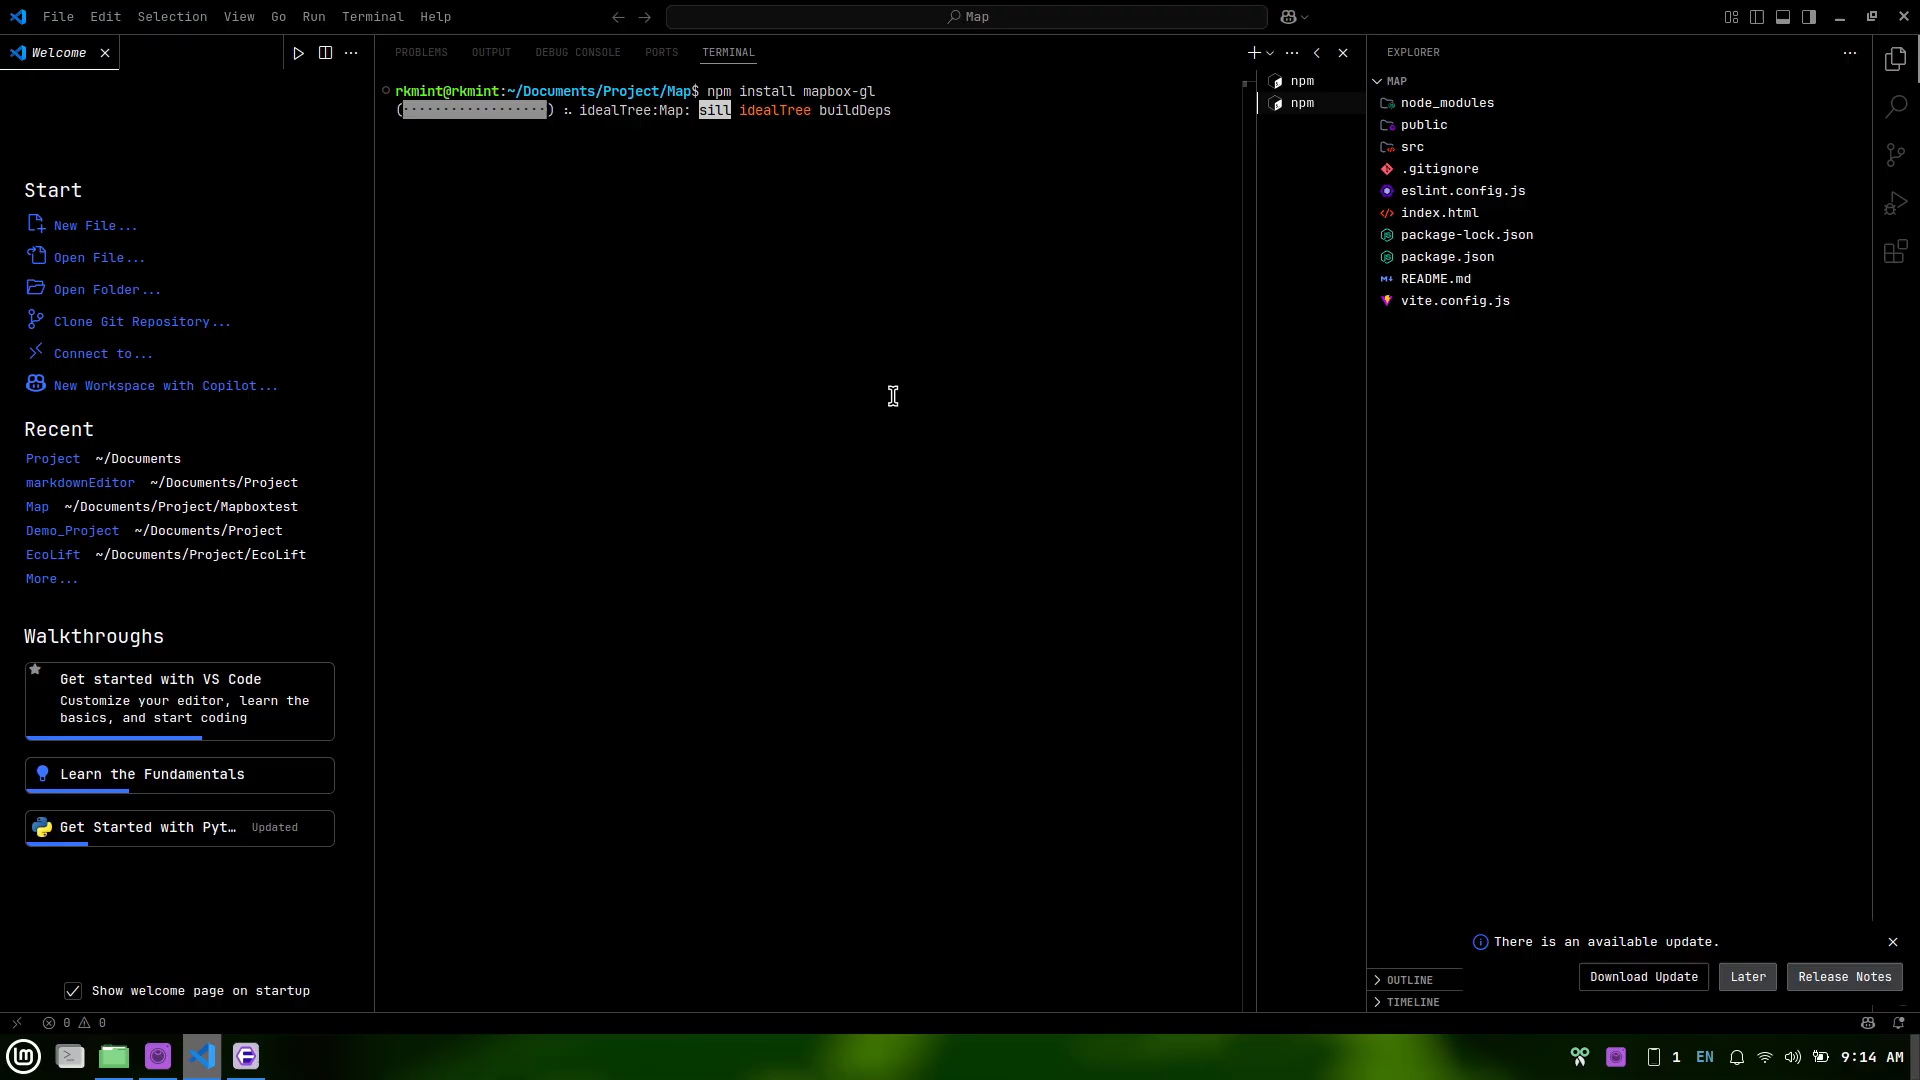 File Edit Selection View Go Run Terminal Help
Map
Welcome
PROBLEMS OUTPUT DEBUG CONSOLE PORTS TERMINAL
EXPLORER
rkmint@rkmint:~/Documents/Project/Map$ npm install mapbox-gl
(··················) ⠦ idealTree:Map: sill idealTree buildDeps
npm
npm
MAP
node_modules
public
src
.gitignore
eslint.config.js
index.html
package-lock.json
package.json
README.md
vite.config.js
Start
New File...
Open File...
Open Folder...
Clone Git Repository...
Connect to...
New Workspace with Copilot...
Recent
Project ~/Documents
markdownEditor ~/Documents/Project
Map ~/Documents/Project/Mapboxtest
Demo_Project ~/Documents/Project
EcoLift ~/Documents/Project/EcoLift
More...
Walkthroughs
Get started with VS Code
Customize your editor, learn the
basics, and start coding
Learn the Fundamentals
Get Started with Pyt… Updated
Show welcome page on startup
There is an available update.
Download Update Later Release Notes
OUTLINE
TIMELINE
0 0
lm
1 EN 9:14 AM